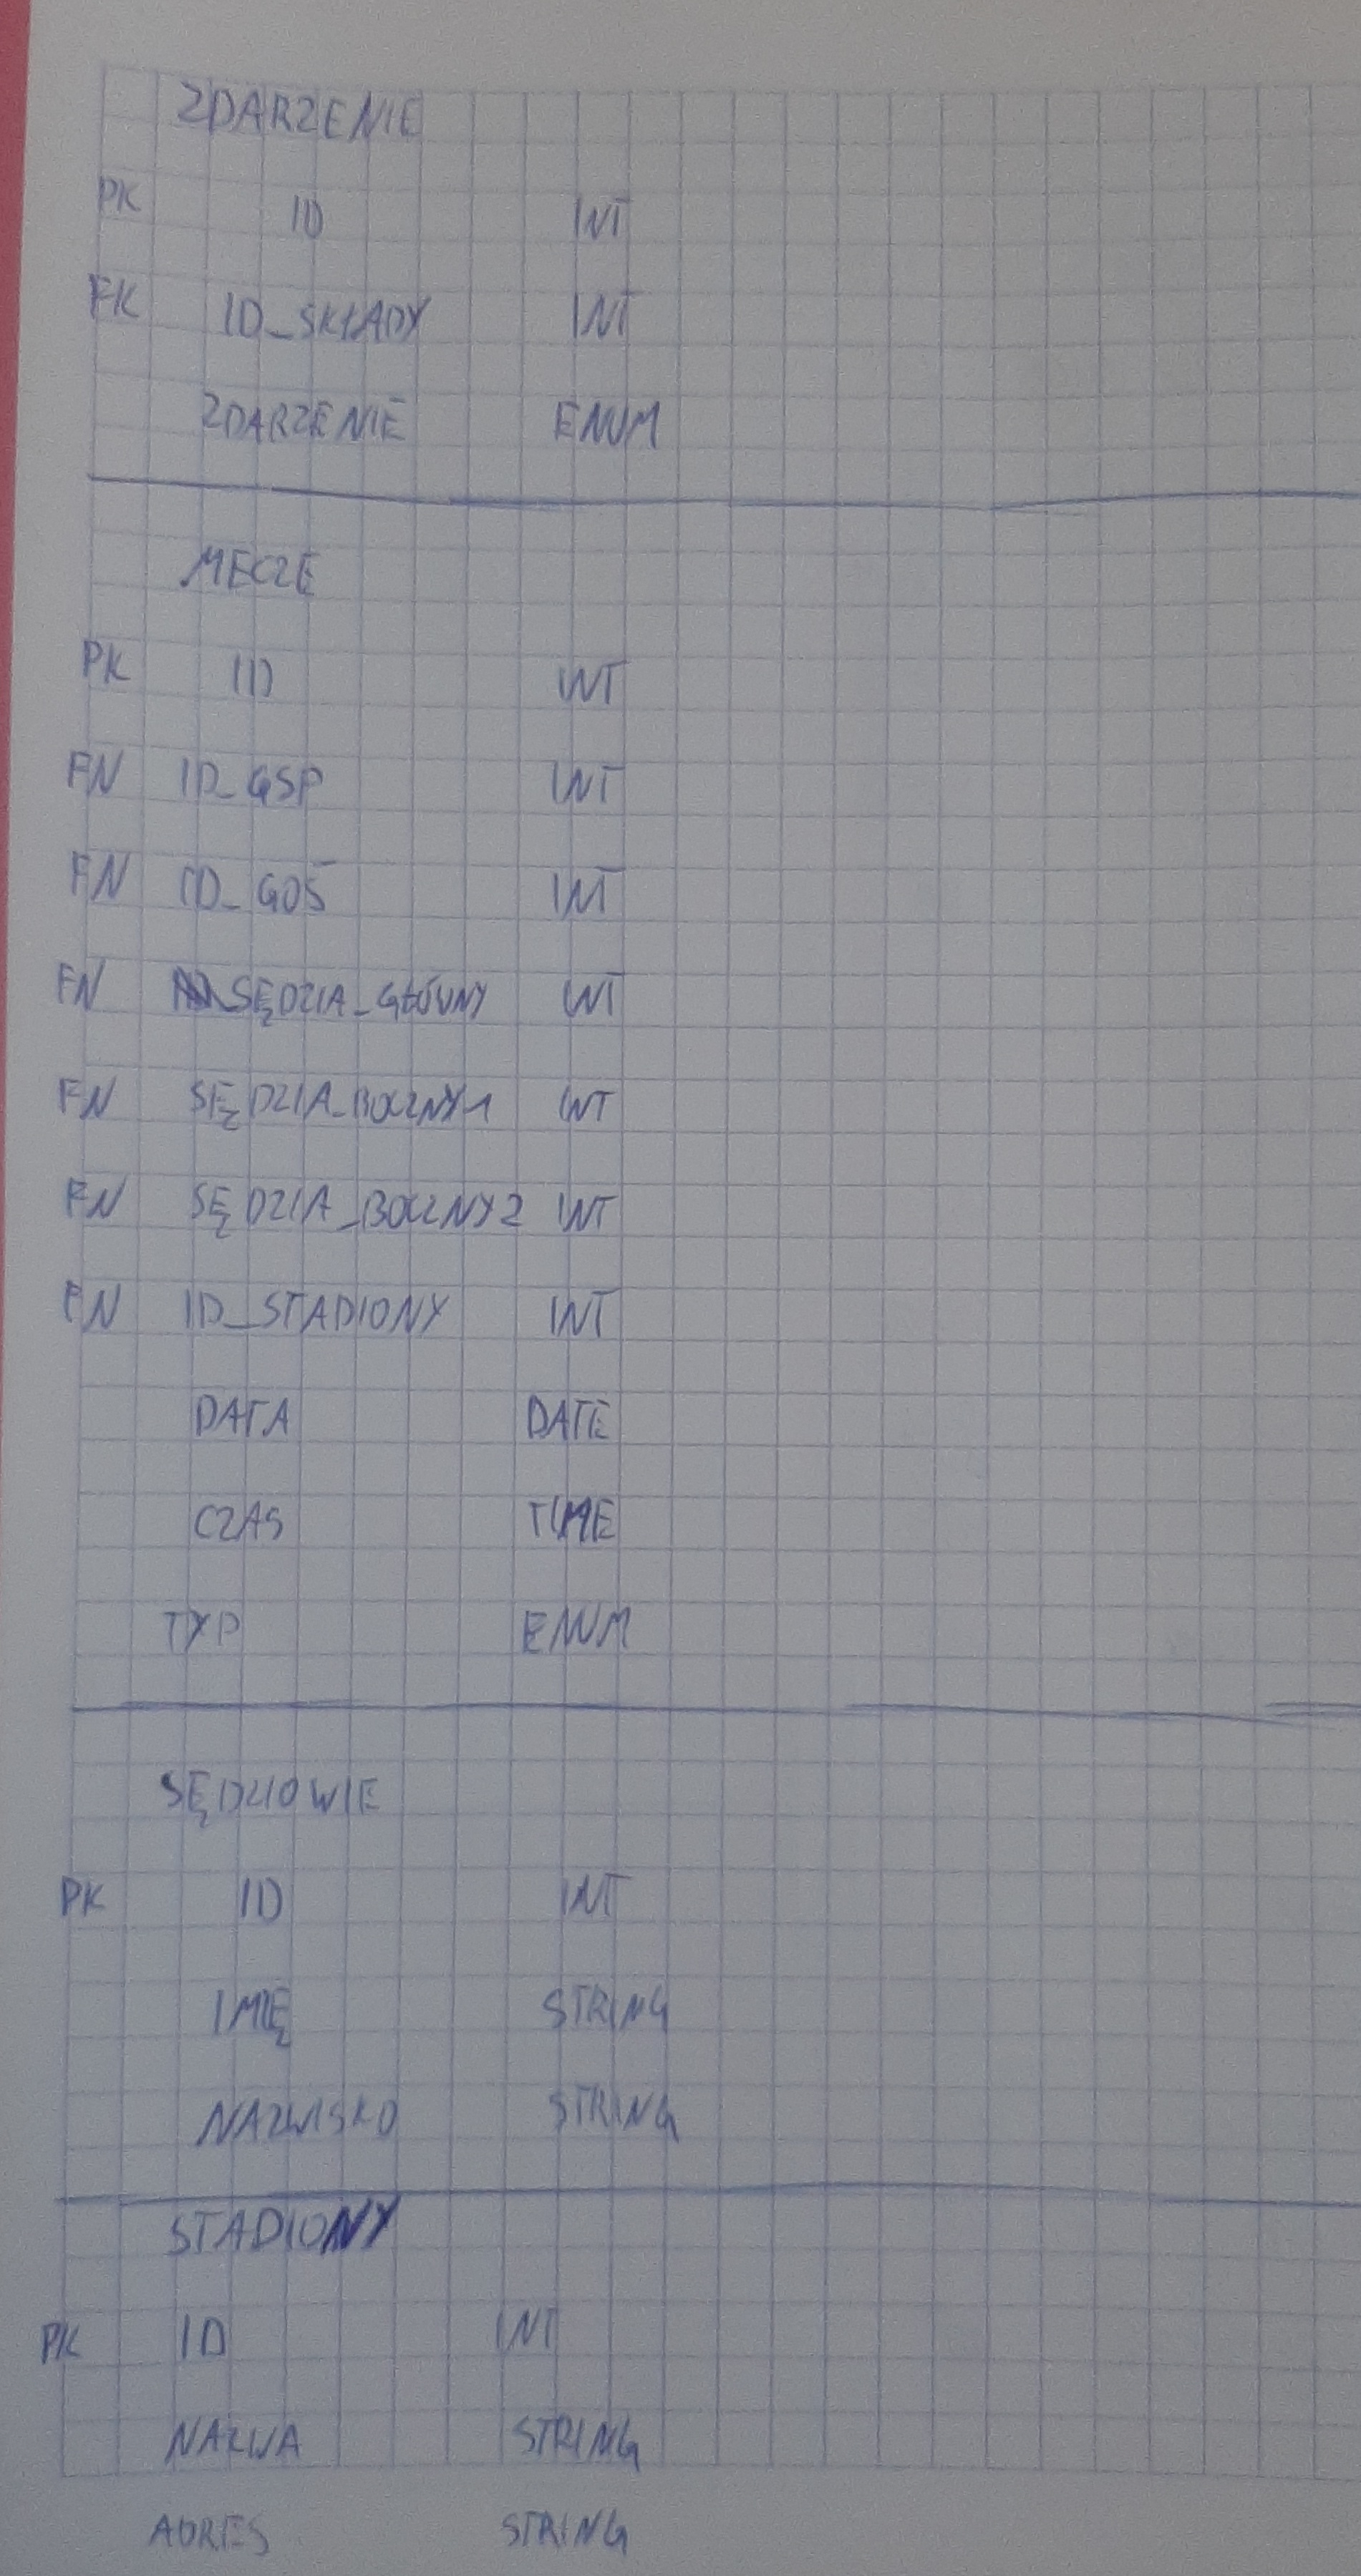 ZDARZENIE
PK ID INT
FK ID_SKŁADY INT
ZDARZENIE ENUM
MECZE
PK ID INT
FN ID_GSP INT
FN ID_GOŚ INT
FN SĘDZIA_GŁÓWNY INT
FN SĘDZIA_BOCZNY1 INT
FN SĘDZIA_BOCZNY2 INT
FN ID_STADIONY INT
DATA DATE
CZAS TIME
TYP ENUM
SĘDZIOWIE
PK ID INT
IMIĘ STRING
NAZWISKO STRING
STADIONY
PK ID INT
NAZWA STRING
ADRES STRING